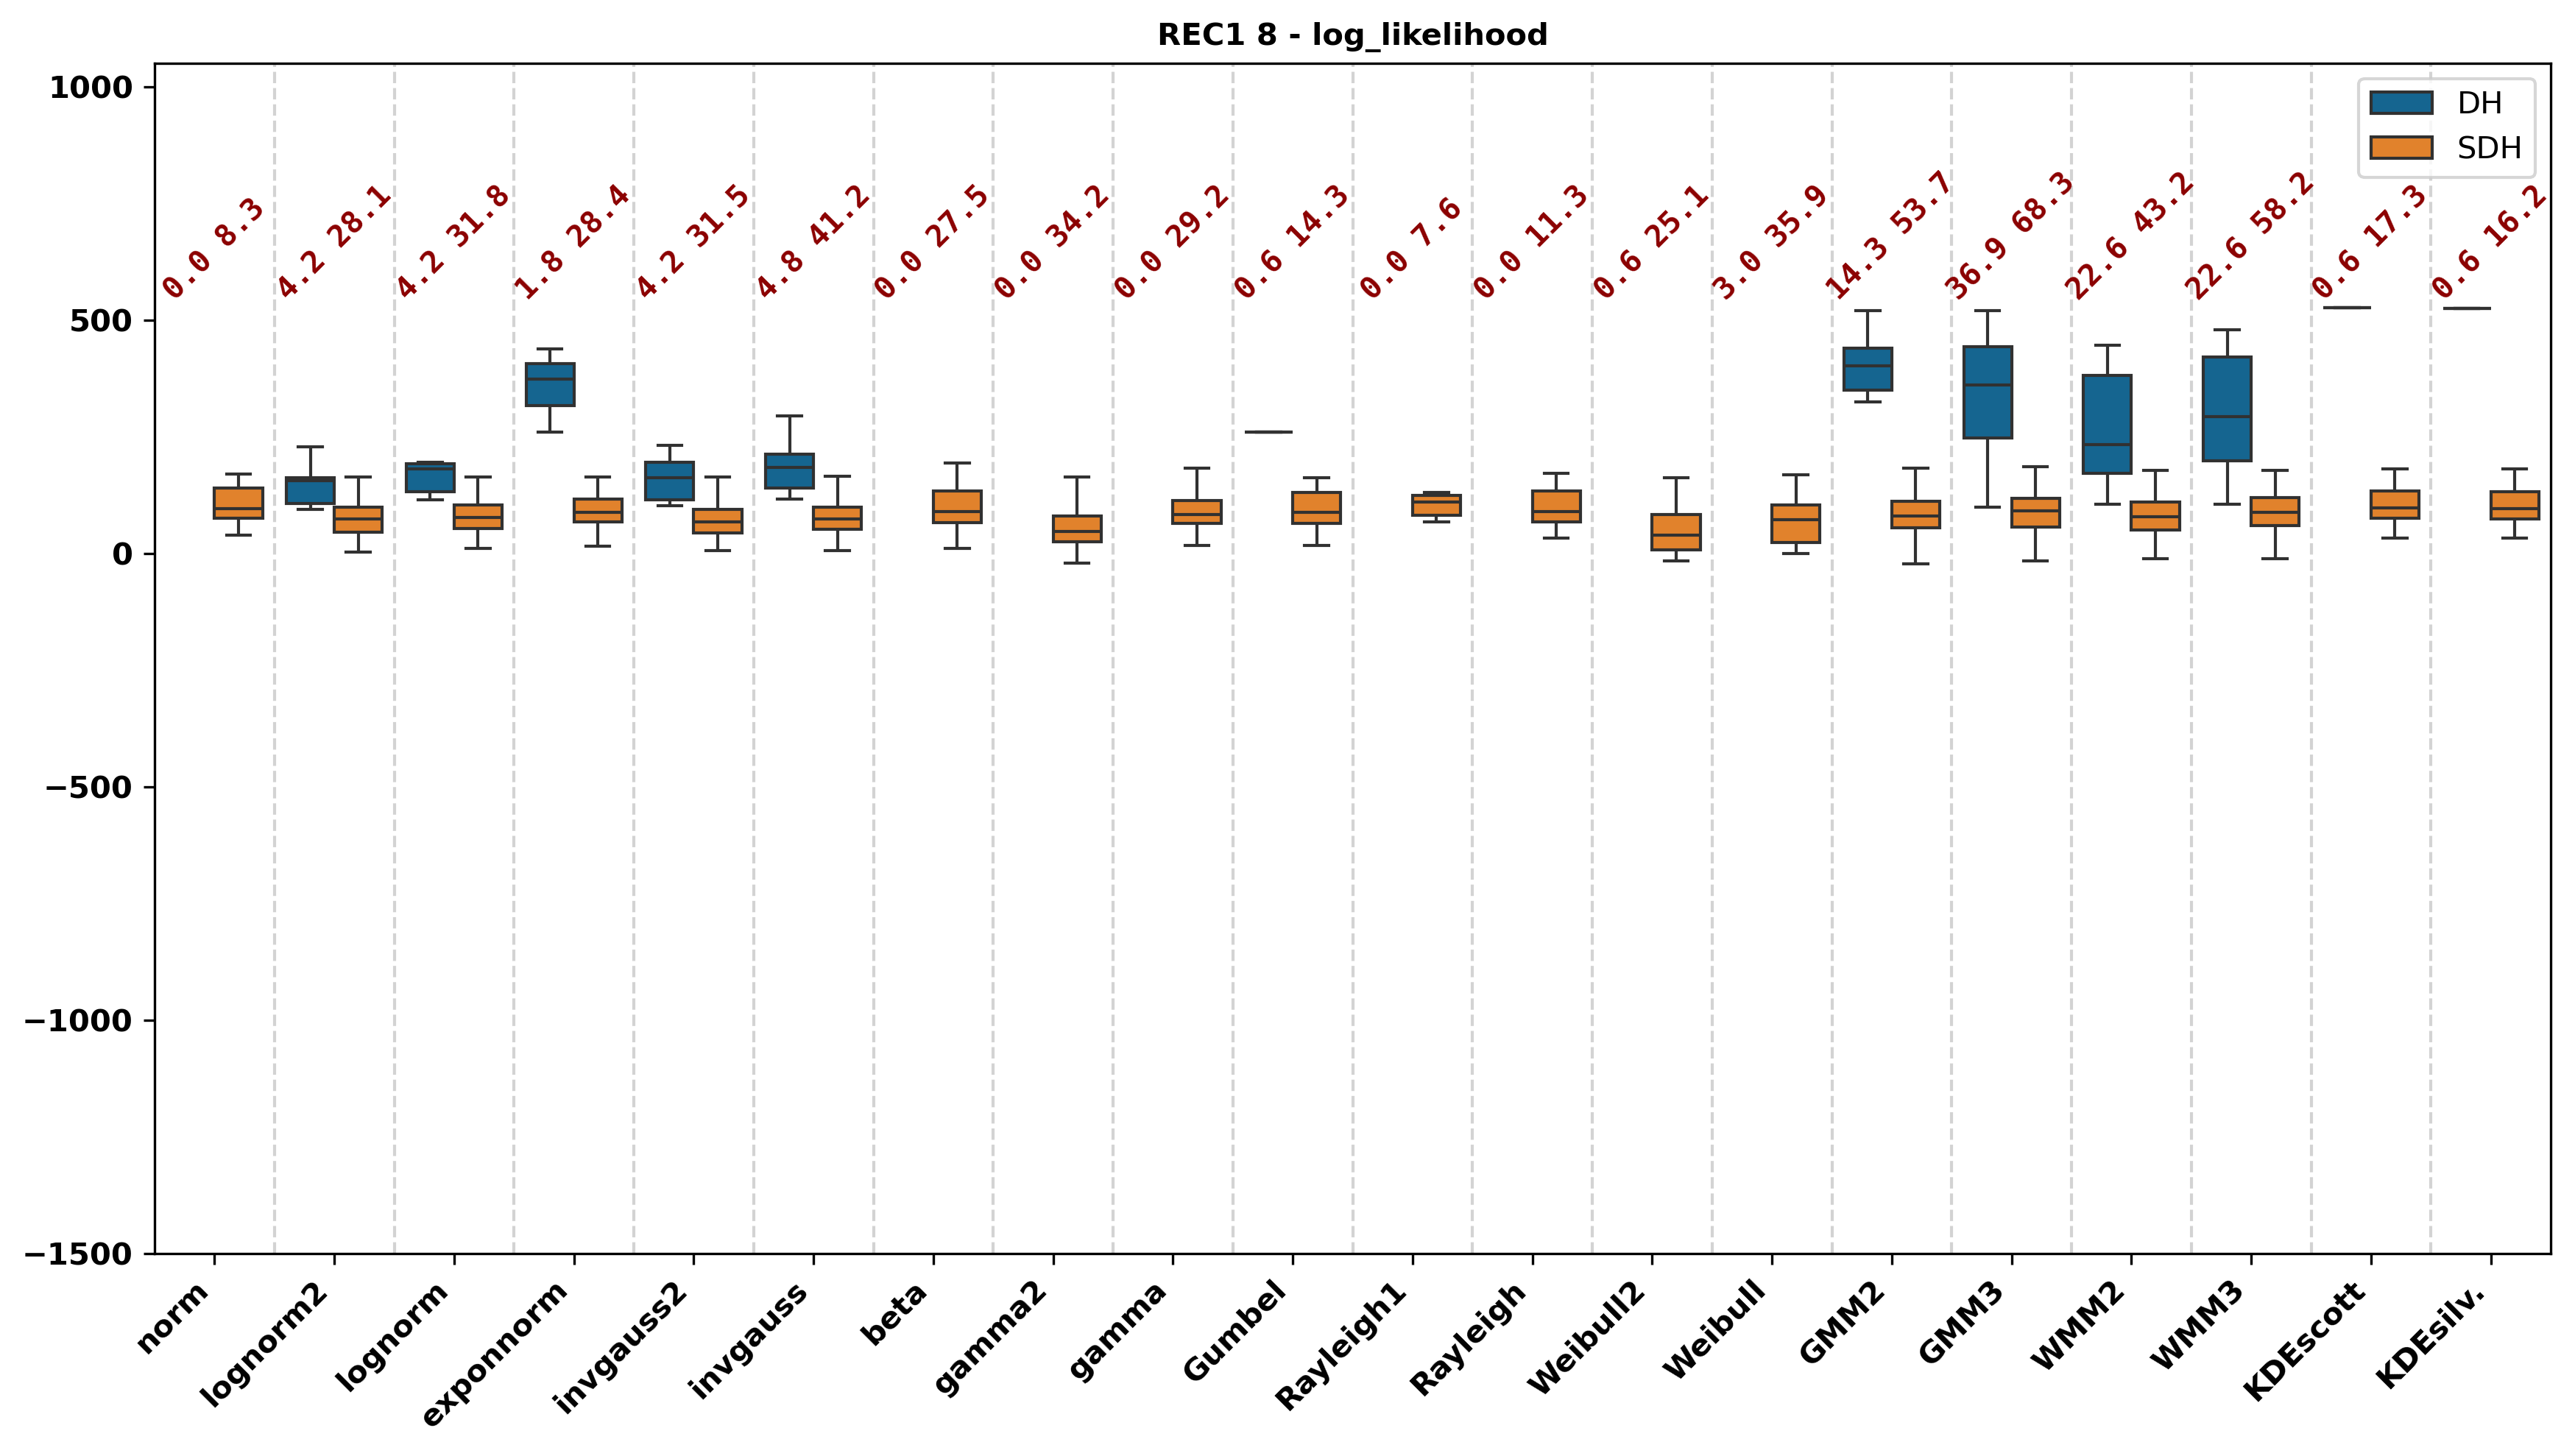 REC1 8 - log_likelihood
1000
500
0
−500
−1000
−1500
DH
SDH
0.0 8.3
4.2 28.1
4.2 31.8
1.8 28.4
4.2 31.5
4.8 41.2
0.0 27.5
0.0 34.2
0.0 29.2
0.6 14.3
0.0 7.6
0.0 11.3
0.6 25.1
3.0 35.9
14.3 53.7
36.9 68.3
22.6 43.2
22.6 58.2
0.6 17.3
0.6 16.2
norm
lognorm2
lognorm
exponnorm
invgauss2
invgauss
beta
gamma2
gamma
Gumbel
Rayleigh1
Rayleigh
Weibull2
Weibull
GMM2
GMM3
WMM2
WMM3
KDEscott
KDEsilv.